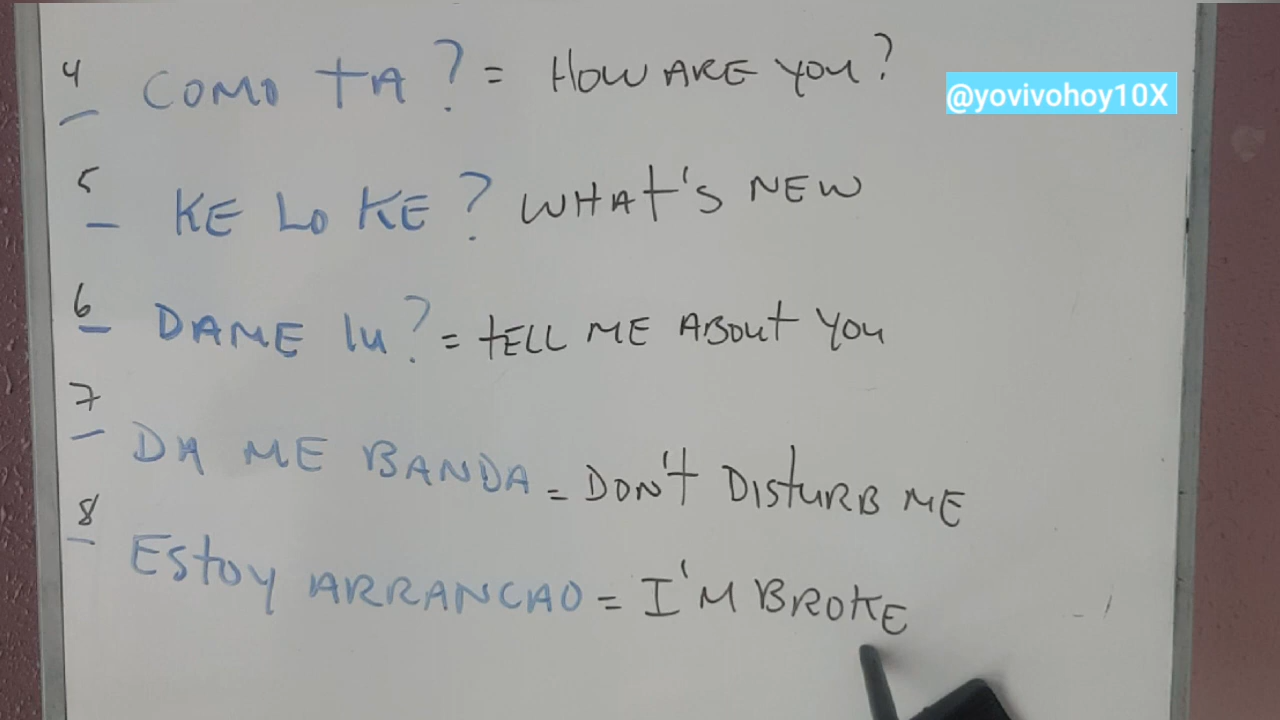 4 COMO TA? = HOW ARE YOU?
@yovivohoy10X
5 KE LO KE? WHAT'S NEW
6 DAME lu? = tELL ME ABOUT YOU
7 DA ME BANDA = DON'T DISTURB ME
8 EStoy ARRANCAO = I'M BROKE